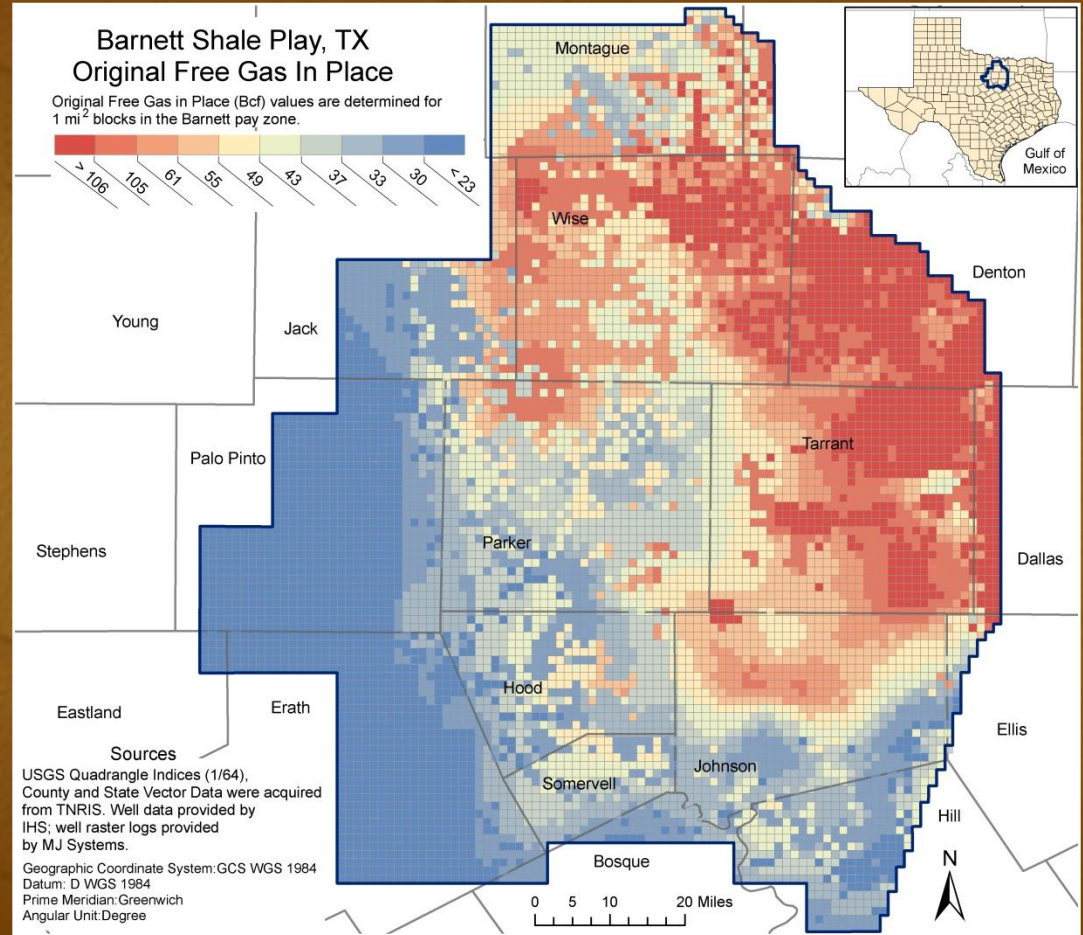 Barnett Shale Play, TX
Original Free Gas In Place
Original Free Gas in Place (Bcf) values are determined for
1 mi² blocks in the Barnett pay zone.
> 106
105
61
55
49
43
37
33
30
< 23
Gulf of
Mexico
Montague
Wise
Denton
Young
Jack
Palo Pinto
Tarrant
Stephens
Parker
Dallas
Hood
Eastland
Erath
Ellis
Johnson
Somervell
Hill
Bosque
Sources
USGS Quadrangle Indices (1/64),
County and State Vector Data were acquired
from TNRIS. Well data provided by
IHS; well raster logs provided
by MJ Systems.
Geographic Coordinate System:GCS WGS 1984
Datum: D WGS 1984
Prime Meridian:Greenwich
Angular Unit:Degree
N
0 5 10 20 Miles